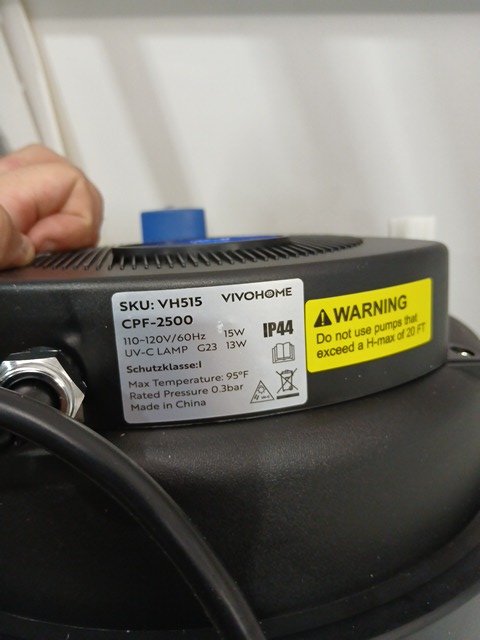 SKU: VH515 VIVOHOME
CPF-2500
110-120V/60Hz 15W
UV-C LAMP G23 13W
IP44
Schutzklasse:I
Max Temperature: 95°F
Rated Pressure 0.3bar
Made in China
WARNING
Do not use pumps that
exceed a H-max of 20 FT